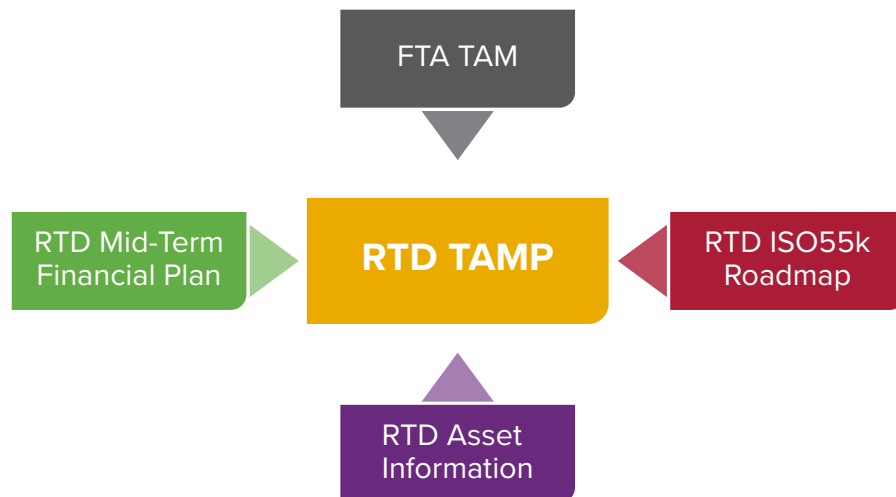 FTA TAM
RTD Mid-Term
Financial Plan
RTD TAMP
RTD ISO55k
Roadmap
RTD Asset
Information